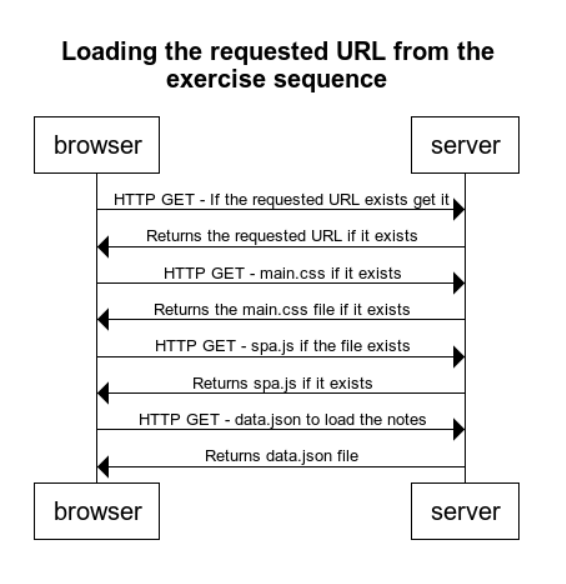 Loading the requested URL from the
exercise sequence
browser
server
HTTP GET - If the requested URL exists get it
Returns the requested URL if it exists
HTTP GET - main.css if it exists
Returns the main.css file if it exists
HTTP GET - spa.js if the file exists
Returns spa.js if it exists
HTTP GET - data.json to load the notes
Returns data.json file
browser
server